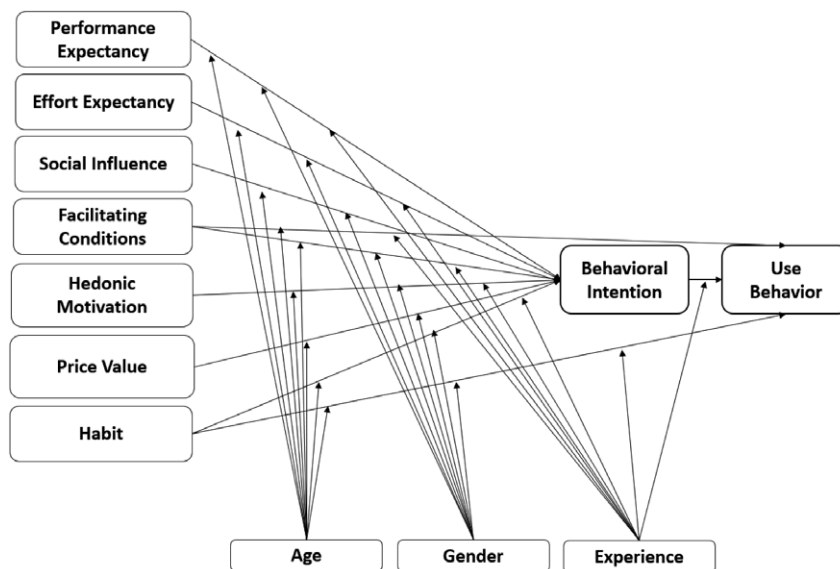 Performance
Expectancy
Effort Expectancy
Social Influence
Facilitating
Conditions
Hedonic
Motivation
Price Value
Habit
Behavioral
Intention
Use
Behavior
Age
Gender
Experience